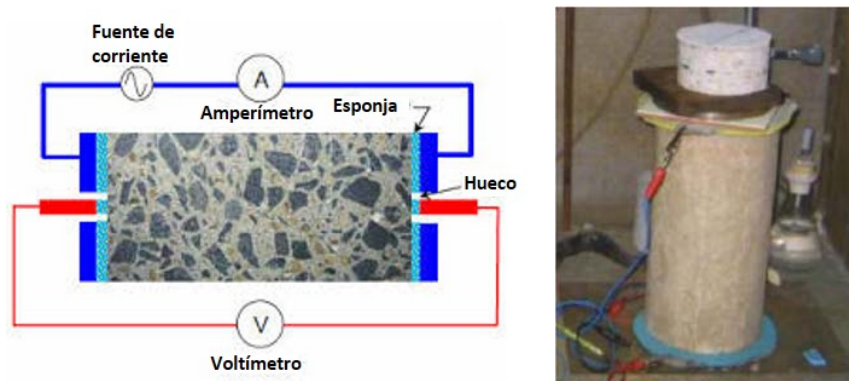 Fuente de
corriente
A
Amperímetro
Esponja
Hueco
V
Voltímetro